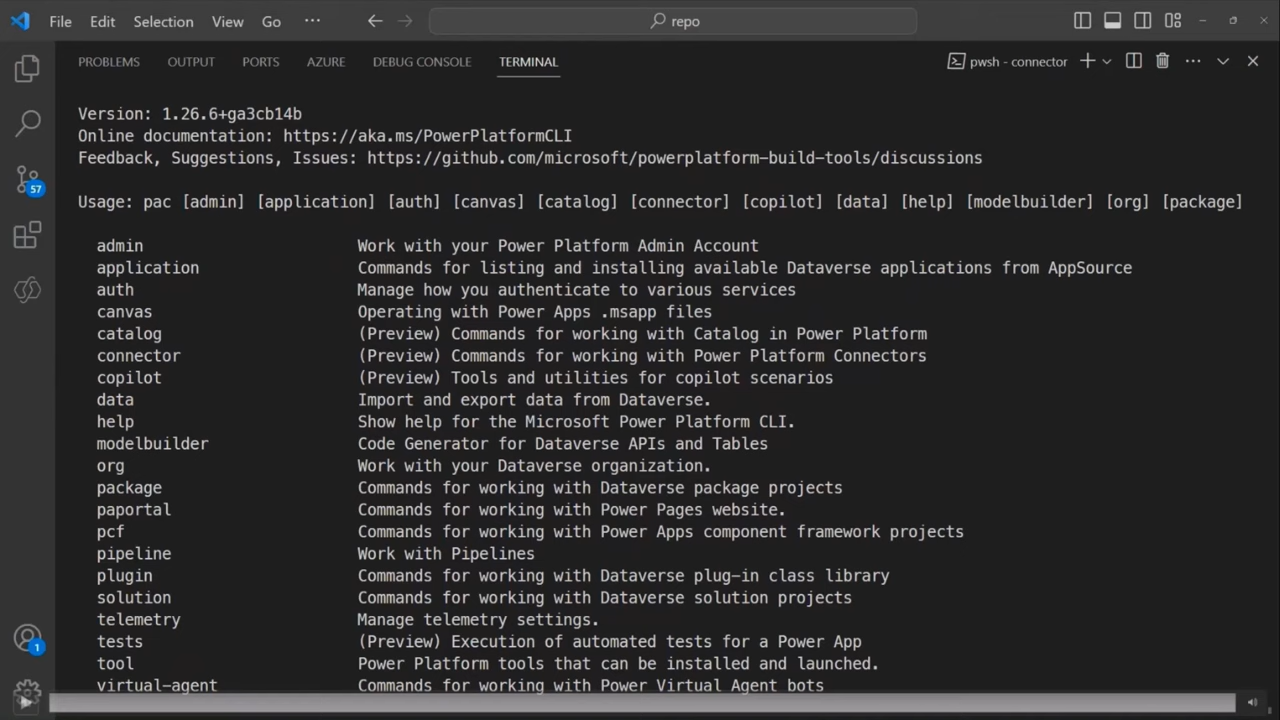 File Edit Selection View Go ··· repo
PROBLEMS OUTPUT PORTS AZURE DEBUG CONSOLE TERMINAL pwsh - connector
Version: 1.26.6+ga3cb14b
Online documentation: https://aka.ms/PowerPlatformCLI
Feedback, Suggestions, Issues: https://github.com/microsoft/powerplatform-build-tools/discussions
57
Usage: pac [admin] [application] [auth] [canvas] [catalog] [connector] [copilot] [data] [help] [modelbuilder] [org] [package]
admin Work with your Power Platform Admin Account
application Commands for listing and installing available Dataverse applications from AppSource
auth Manage how you authenticate to various services
canvas Operating with Power Apps .msapp files
catalog (Preview) Commands for working with Catalog in Power Platform
connector (Preview) Commands for working with Power Platform Connectors
copilot (Preview) Tools and utilities for copilot scenarios
data Import and export data from Dataverse.
help Show help for the Microsoft Power Platform CLI.
modelbuilder Code Generator for Dataverse APIs and Tables
org Work with your Dataverse organization.
package Commands for working with Dataverse package projects
paportal Commands for working with Power Pages website.
pcf Commands for working with Power Apps component framework projects
pipeline Work with Pipelines
plugin Commands for working with Dataverse plug-in class library
solution Commands for working with Dataverse solution projects
telemetry Manage telemetry settings.
tests (Preview) Execution of automated tests for a Power App
1
tool Power Platform tools that can be installed and launched.
virtual-agent Commands for working with Power Virtual Agent bots